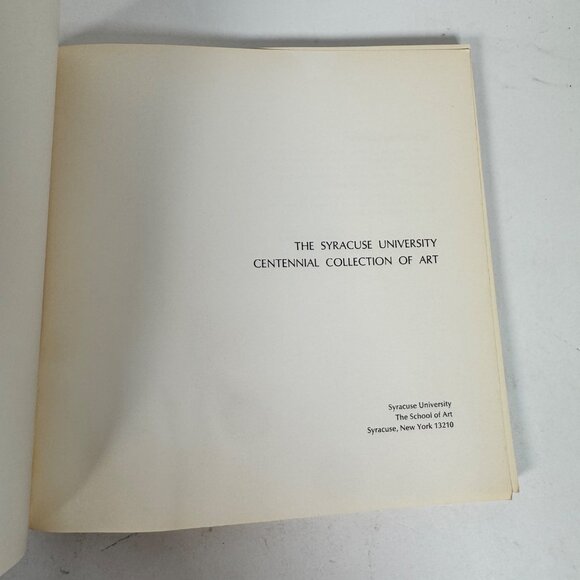 THE SYRACUSE UNIVERSITY
CENTENNIAL COLLECTION OF ART
Syracuse University
The School of Art
Syracuse, New York 13210